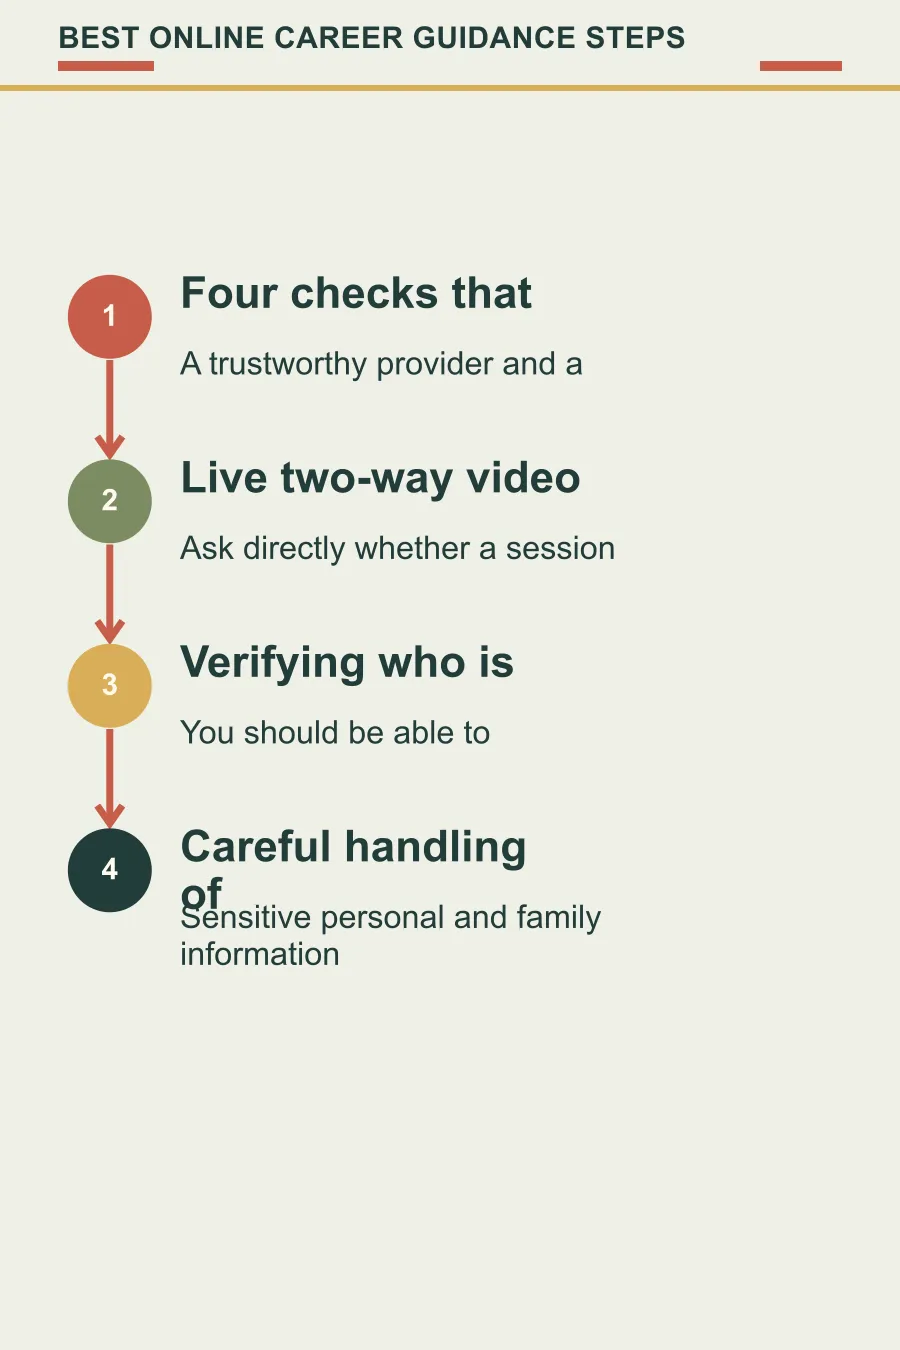 BEST ONLINE CAREER GUIDANCE STEPS
1
Four checks that
A trustworthy provider and a
2
Live two-way video
Ask directly whether a session
3
Verifying who is
You should be able to
4
Careful handling
of
Sensitive personal and family
information